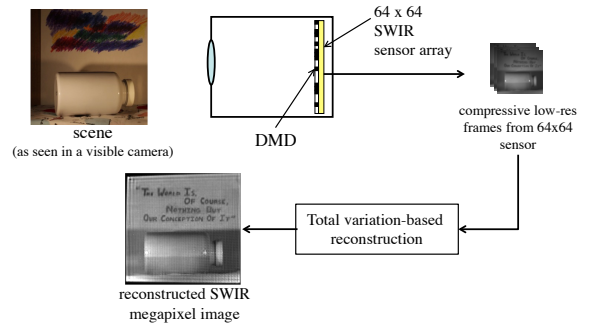 64 x 64
SWIR
sensor array
DMD
scene
(as seen in a visible camera)
compressive low-res
frames from 64x64
sensor
"THE WORLD IS,
OF COURSE,
NOTHING BUT
OUR CONCEPTION OF IT"
Total variation-based
reconstruction
reconstructed SWIR
megapixel image